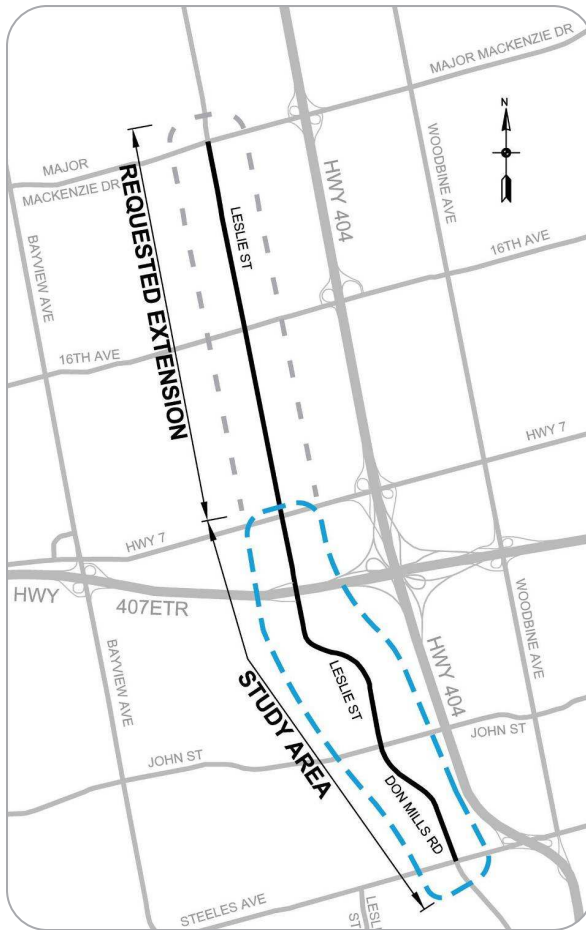 MAJOR MACKENZIE DR
N
MAJOR
MACKENZIE DR
REQUESTED EXTENSION
LESLIE ST
HWY 404
WOODBINE AVE
BAYVIEW AVE
16TH AVE
16TH AVE
HWY 7
HWY 7
HWY
407ETR
WOODBINE AVE
BAYVIEW AVE
STUDY AREA
LESLIE ST
HWY 404
JOHN ST
JOHN ST
DON MILLS RD
STEELES AVE
LESLI
ST